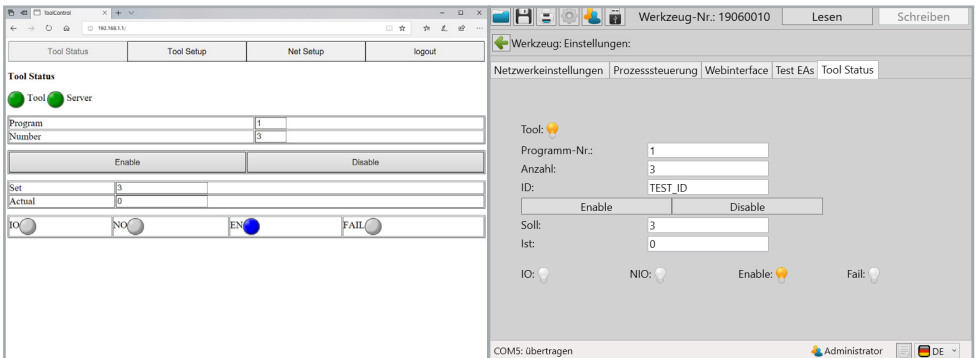 ToolControl
192.168.1.1/
Tool Status Tool Setup Net Setup logout
Tool Status
Tool Server
Program 1
Number 3
Enable Disable
Set 3
Actual 0
IO NO EN FAIL
Werkzeug-Nr.: 19060010 Lesen Schreiben
Werkzeug: Einstellungen:
Netzwerkeinstellungen Prozesssteuerung Webinterface Test EAs Tool Status
Tool:
Programm-Nr.: 1
Anzahl: 3
ID: TEST_ID
Enable Disable
Soll: 3
Ist: 0
IO: NIO: Enable: Fail:
COM5: übertragen Administrator DE